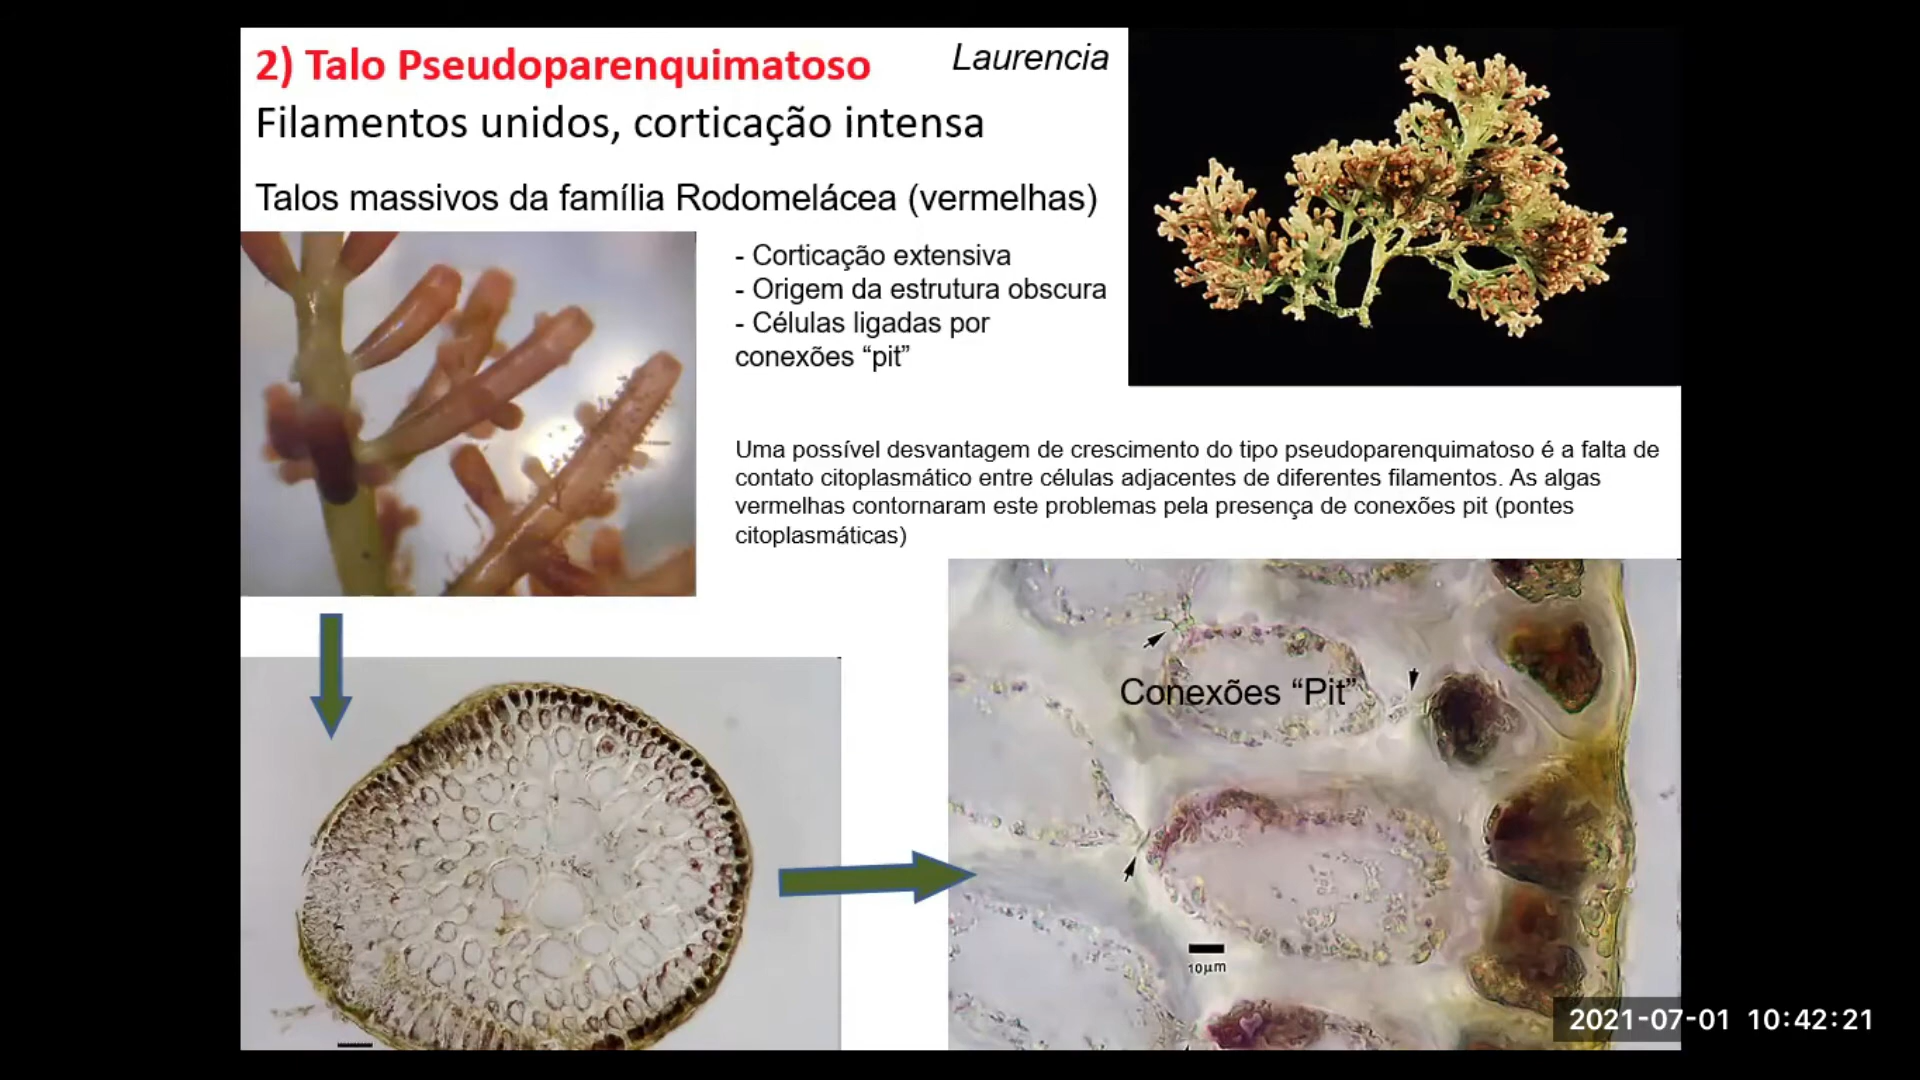 2) Talo Pseudoparenquimatoso
Laurencia
Filamentos unidos, corticação intensa
Talos massivos da família Rodomelácea (vermelhas)
- Corticação extensiva
- Origem da estrutura obscura
- Células ligadas por
conexões “pit”
Uma possível desvantagem de crescimento do tipo pseudoparenquimatoso é a falta de
contato citoplasmático entre células adjacentes de diferentes filamentos. As algas
vermelhas contornaram este problemas pela presença de conexões pit (pontes
citoplasmáticas)
Conexões “Pit”
10µm
2021-07-01 10:42:21